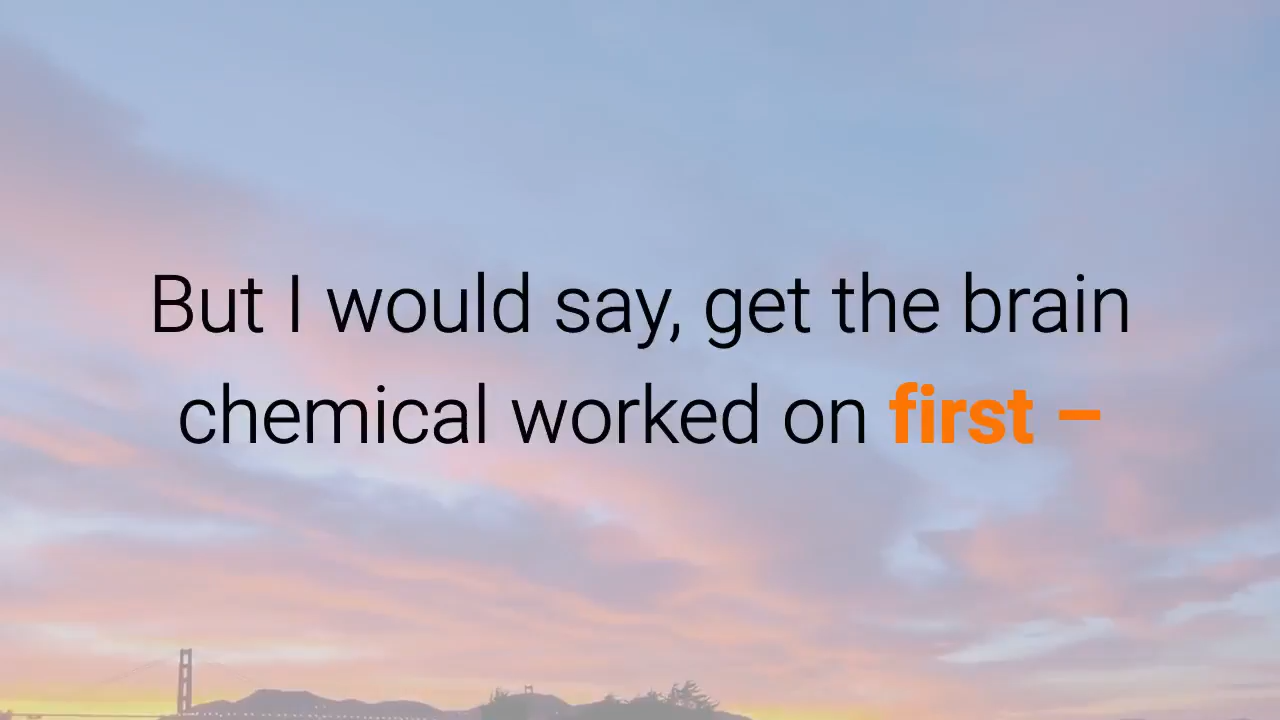 But I would say, get the brain
chemical worked on first –